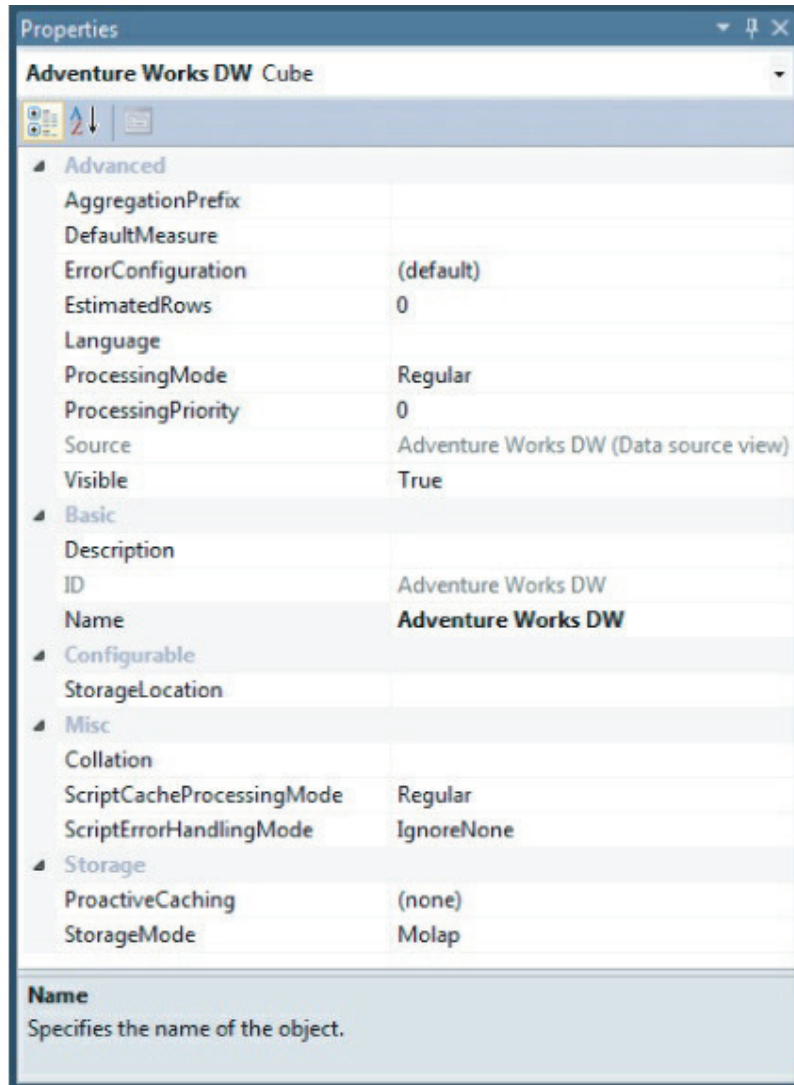 Properties
Adventure Works DW Cube
Advanced
AggregationPrefix
DefaultMeasure
ErrorConfiguration (default)
EstimatedRows 0
Language
ProcessingMode Regular
ProcessingPriority 0
Source Adventure Works DW (Data source view)
Visible True
Basic
Description
ID Adventure Works DW
Name Adventure Works DW
Configurable
StorageLocation
Misc
Collation
ScriptCacheProcessingMode Regular
ScriptErrorHandlingMode IgnoreNone
Storage
ProactiveCaching (none)
StorageMode Molap
Name
Specifies the name of the object.